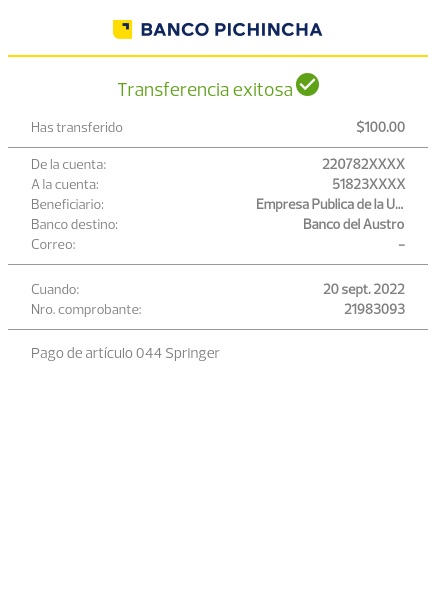 BANCO PICHINCHA
Transferencia exitosa
Has transferido $100.00
De la cuenta: 220782XXXX
A la cuenta: 51823XXXX
Beneficiario: Empresa Publica de la U...
Banco destino: Banco del Austro
Correo: –
Cuando: 20 sept. 2022
Nro. comprobante: 21983093
Pago de artículo 044 Springer